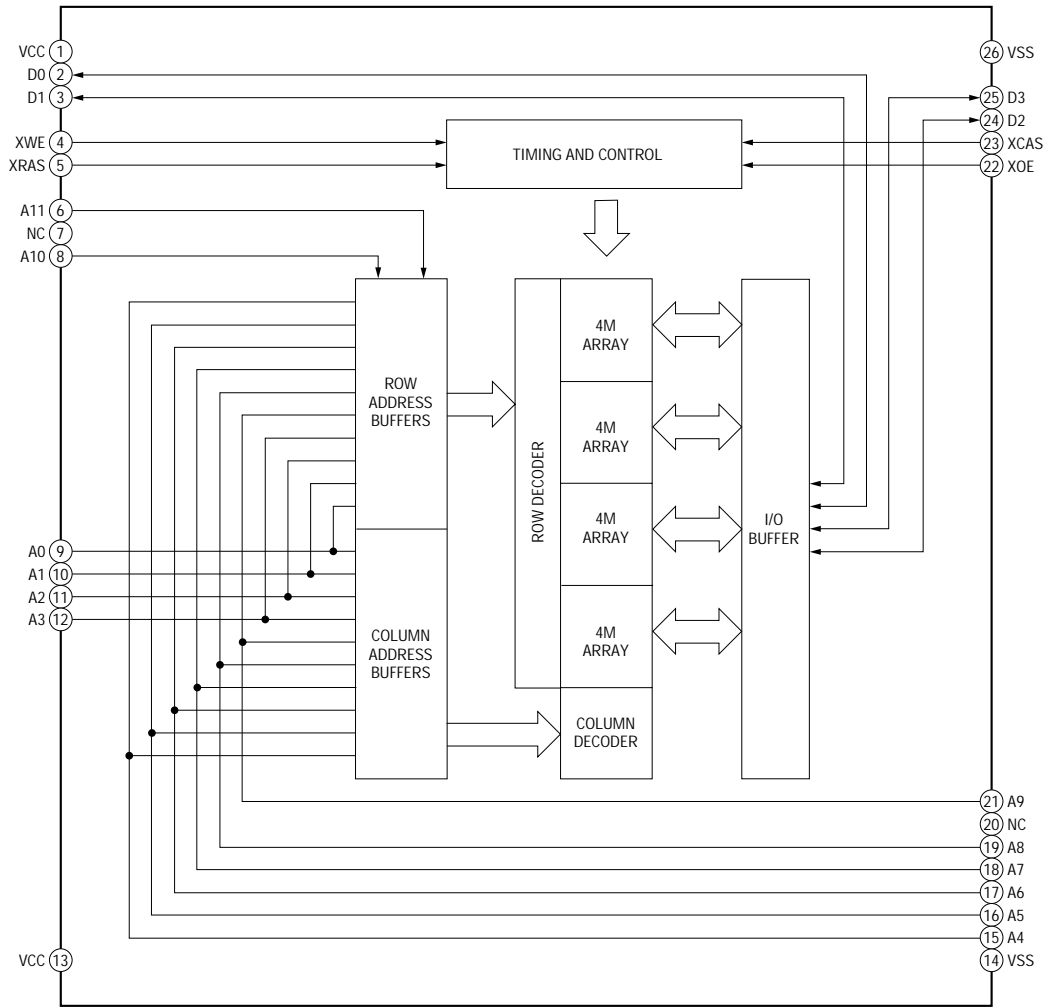 VCC 1
D0 2
D1 3
XWE 4
XRAS 5
A11 6
NC 7
A10 8
A0 9
A1 10
A2 11
A3 12
VCC 13
26 VSS
25 D3
24 D2
23 XCAS
22 XOE
21 A9
20 NC
19 A8
18 A7
17 A6
16 A5
15 A4
14 VSS
TIMING AND CONTROL
ROW
ADDRESS
BUFFERS
COLUMN
ADDRESS
BUFFERS
ROW DECODER
4M
ARRAY
4M
ARRAY
4M
ARRAY
4M
ARRAY
COLUMN
DECODER
I/O
BUFFER